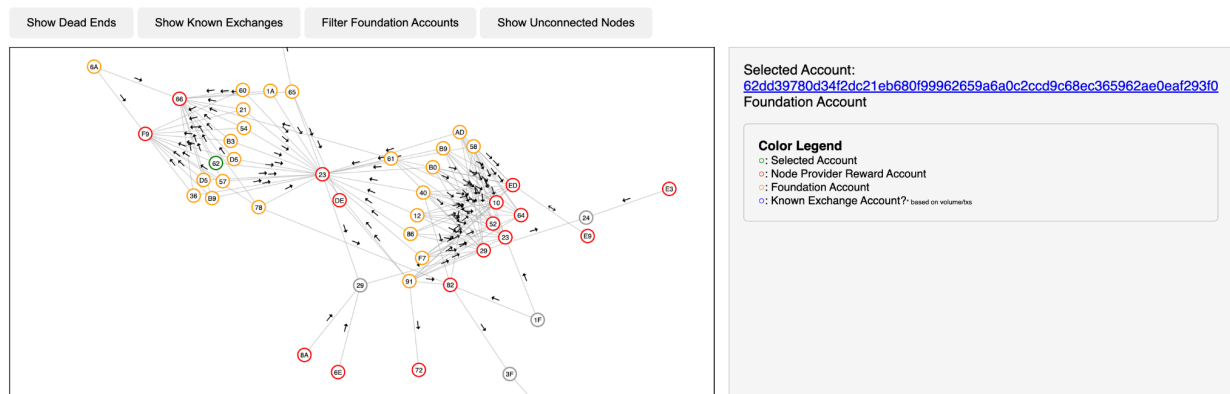 Show Dead Ends
Show Known Exchanges
Filter Foundation Accounts
Show Unconnected Nodes
Selected Account:
62dd39780d34f2dc21eb680f99962659a6a0c2ccd9c68ec365962ae0eaf293f0
Foundation Account
Color Legend
: Selected Account
: Node Provider Reward Account
: Foundation Account
: Known Exchange Account?* based on volume/txs
6A
66
60
1A
65
21
F9
54
B3
62
D5
D5
57
36
B9
78
23
DE
61
AD
B9
58
B0
40
ED
10
12
64
52
86
23
29
F7
91
82
29
E3
24
E9
1F
8A
6E
72
3F